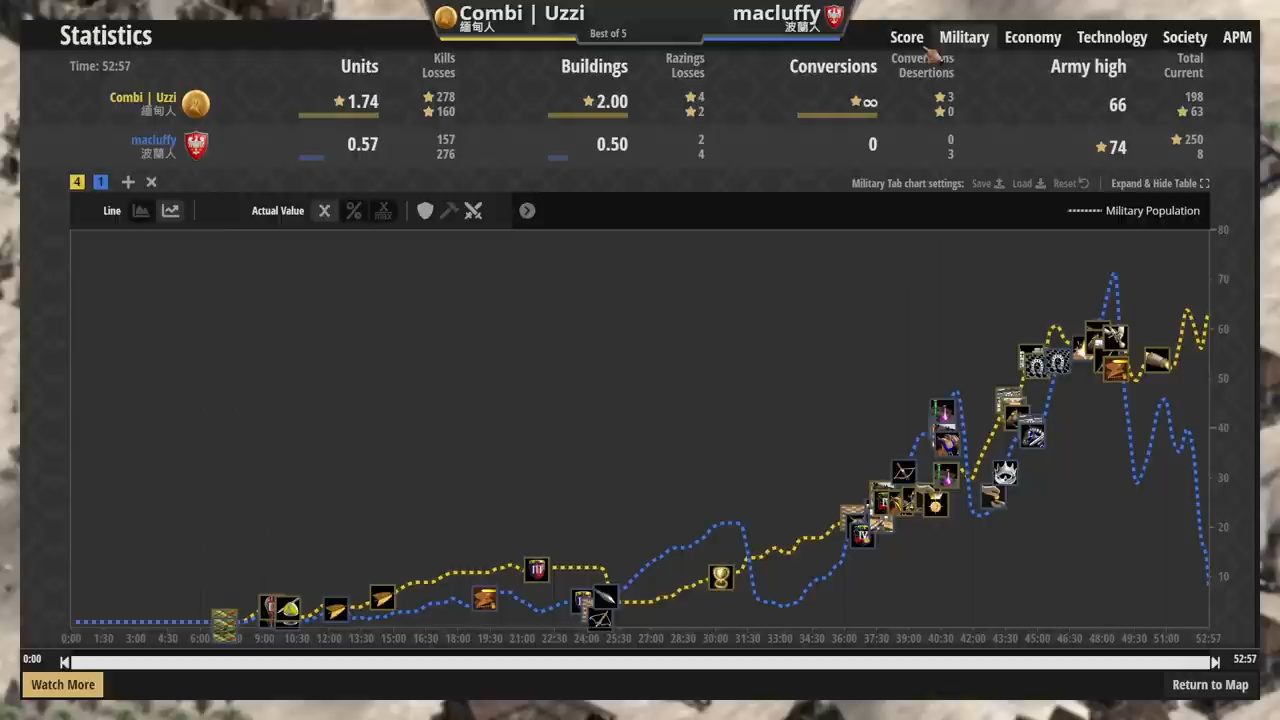 Combi | Uzzi
緬甸人
Best of 5
macluffy
波蘭人
Statistics
Score Military Economy Technology Society APM
Time: 52:57
Units
Kills
Losses
Buildings
Razings
Losses
Conversions
Conversions
Desertions
Army high
Total
Current
Combi | Uzzi
緬甸人
1.74
278
160
2.00
4
2
∞
3
0
66
198
63
macluffy
波蘭人
0.57
157
276
0.50
2
4
0
0
3
74
250
8
4 1
Military Tab chart settings: Save Load Reset Expand & Hide Table
Line Actual Value
Military Population
80
70
60
50
40
30
20
10
0:00 1:30 3:00 4:30 6:00 7:30 9:00 10:30 12:00 13:30 15:00 16:30 18:00 19:30 21:00 22:30 24:00 25:30 27:00 28:30 30:00 31:30 33:00 34:30 36:00 37:30 39:00 40:30 42:00 43:30 45:00 46:30 48:00 49:30 51:00 52:57
0:00 52:57
Watch More Return to Map